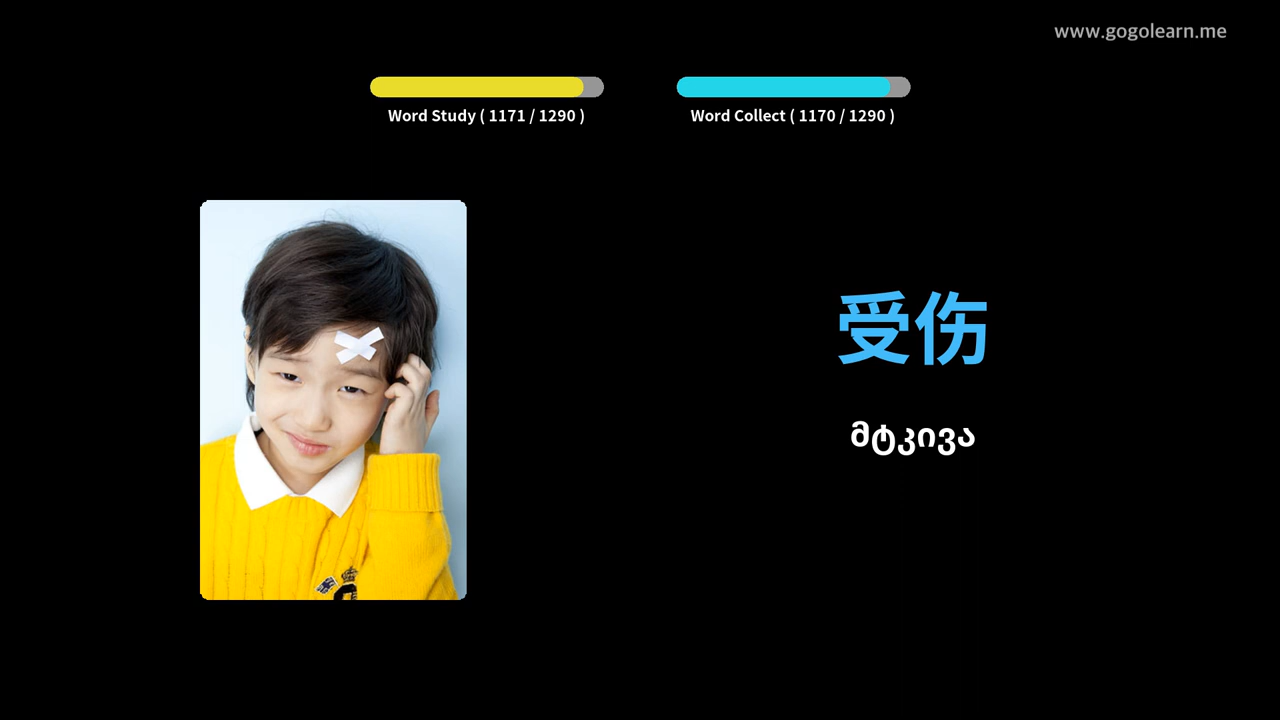 www.gogolearn.me
Word Study ( 1171 / 1290 )
Word Collect ( 1170 / 1290 )
受伤
მტკივა